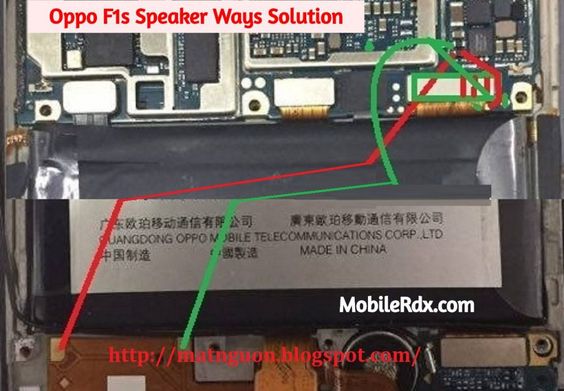 Oppo F1s Speaker Ways Solution
广东欧珀移动通信有限公司 廣東歐珀移動通信有限公司
GUANGDONG OPPO MOBILE TELECOMMUNICATIONS CORP.,LTD
中国制造 中國製造 MADE IN CHINA
MobileRdx.com
http://matnguon.blogspot.com/